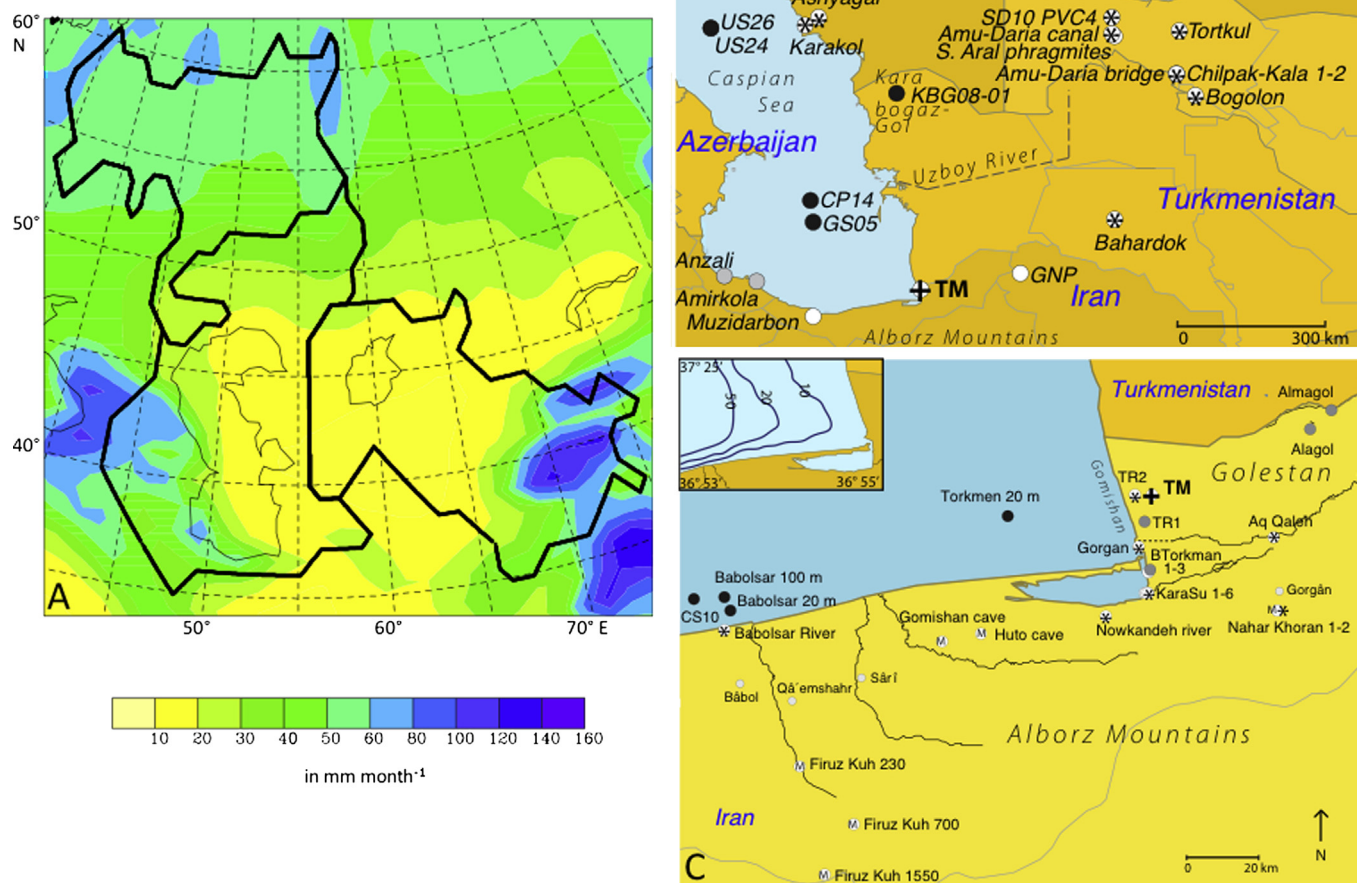 60°
N
50°
40°
A
50°
60°
70° E
10 20 30 40 50 60 80 100 120 140 160
in mm month-1
Ashyagar
US26
US24
Karakol
SD10 PVC4
Amu-Daria canal
S. Aral phragmites
Tortkul
Caspian
Sea
Kara
bogaz-
Gol
KBG08-01
Amu-Daria bridge
Chilpak-Kala 1-2
Bogolon
Azerbaijan
Uzboy River
CP14
GS05
Turkmenistan
Bahardok
Anzali
Amirkola
Muzidarbon
TM
GNP
Iran
Alborz Mountains
0 300 km
37° 25'
50
20
10
36° 53'
36° 55'
Turkmenistan
Almagol
Alagol
Golestan
Gomishan
TR2
TM
Torkmen 20 m
TR1
Aq Qaleh
Gorgan
BTorkman
1-3
Babolsar 100 m
Babolsar 20 m
CS10
Babolsar River
KaraSu 1-6
Gorgân
M
Nahar Khoran 1-2
Nowkandeh river
Gomishan cave
M
M
Huto cave
Bâbol
Qâ'emshahr
Sârî
Alborz Mountains
M
Firuz Kuh 230
Iran
M
Firuz Kuh 700
M
Firuz Kuh 1550
N
0 20 km
C